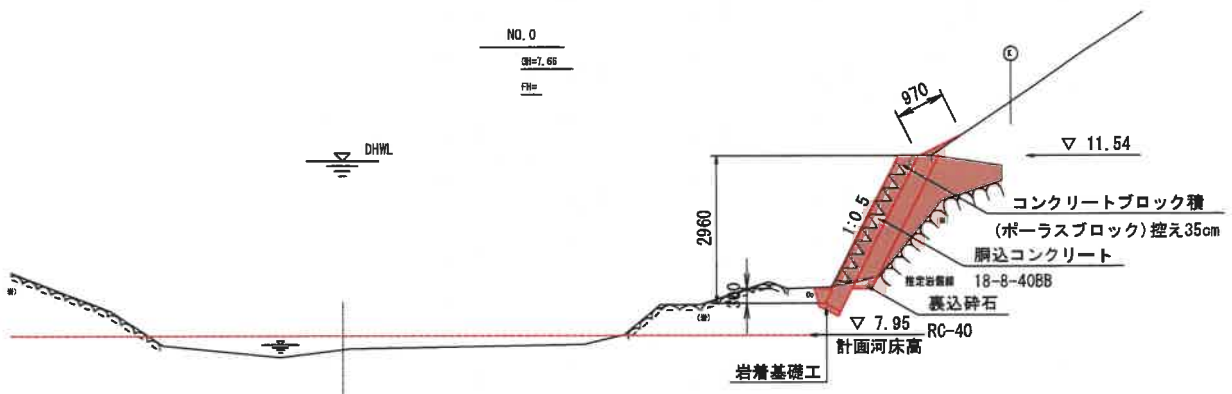 NO.0
GH=7.66
FH=
DHWL
970
▽ 11.54
1:0.5
2960
コンクリートブロック積
(ポーラスブロック)控え35cm
胴込コンクリート
18-8-40BB
推定岩盤線
裏込砕石
RC-40
(岩)
▽ 7.95
計画河床高
岩着基礎工